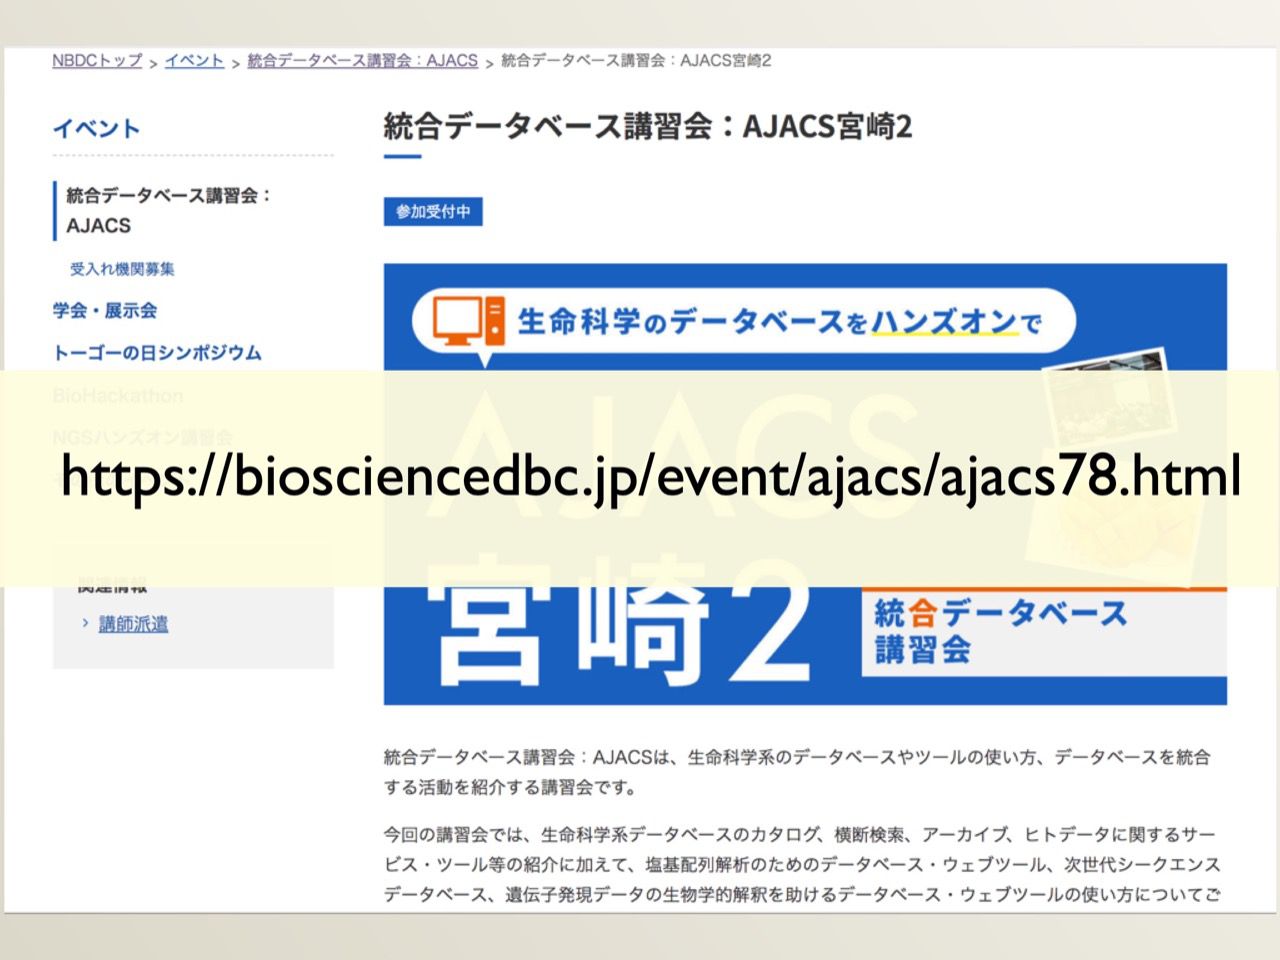 NBDCトップ > イベント > 統合データベース講習会：AJACS > 統合データベース講習会：AJACS宮崎2
イベント
統合データベース講習会：
AJACS
受入れ機関募集
学会・展示会
トーゴーの日シンポジウム
BioHackathon
NGSハンズオン講習会
関連情報
› 講師派遣
統合データベース講習会：AJACS宮崎2
参加受付中
生命科学のデータベースをハンズオンで
AJACS
宮崎2
統合データベース
講習会
https://biosciencedbc.jp/event/ajacs/ajacs78.html
統合データベース講習会：AJACSは、生命科学系のデータベースやツールの使い方、データベースを統合
する活動を紹介する講習会です。
今回の講習会では、生命科学系データベースのカタログ、横断検索、アーカイブ、ヒトデータに関するサー
ビス・ツール等の紹介に加えて、塩基配列解析のためのデータベース・ウェブツール、次世代シークエンス
データベース、遺伝子発現データの生物学的解釈を助けるデータベース・ウェブツールの使い方についてご